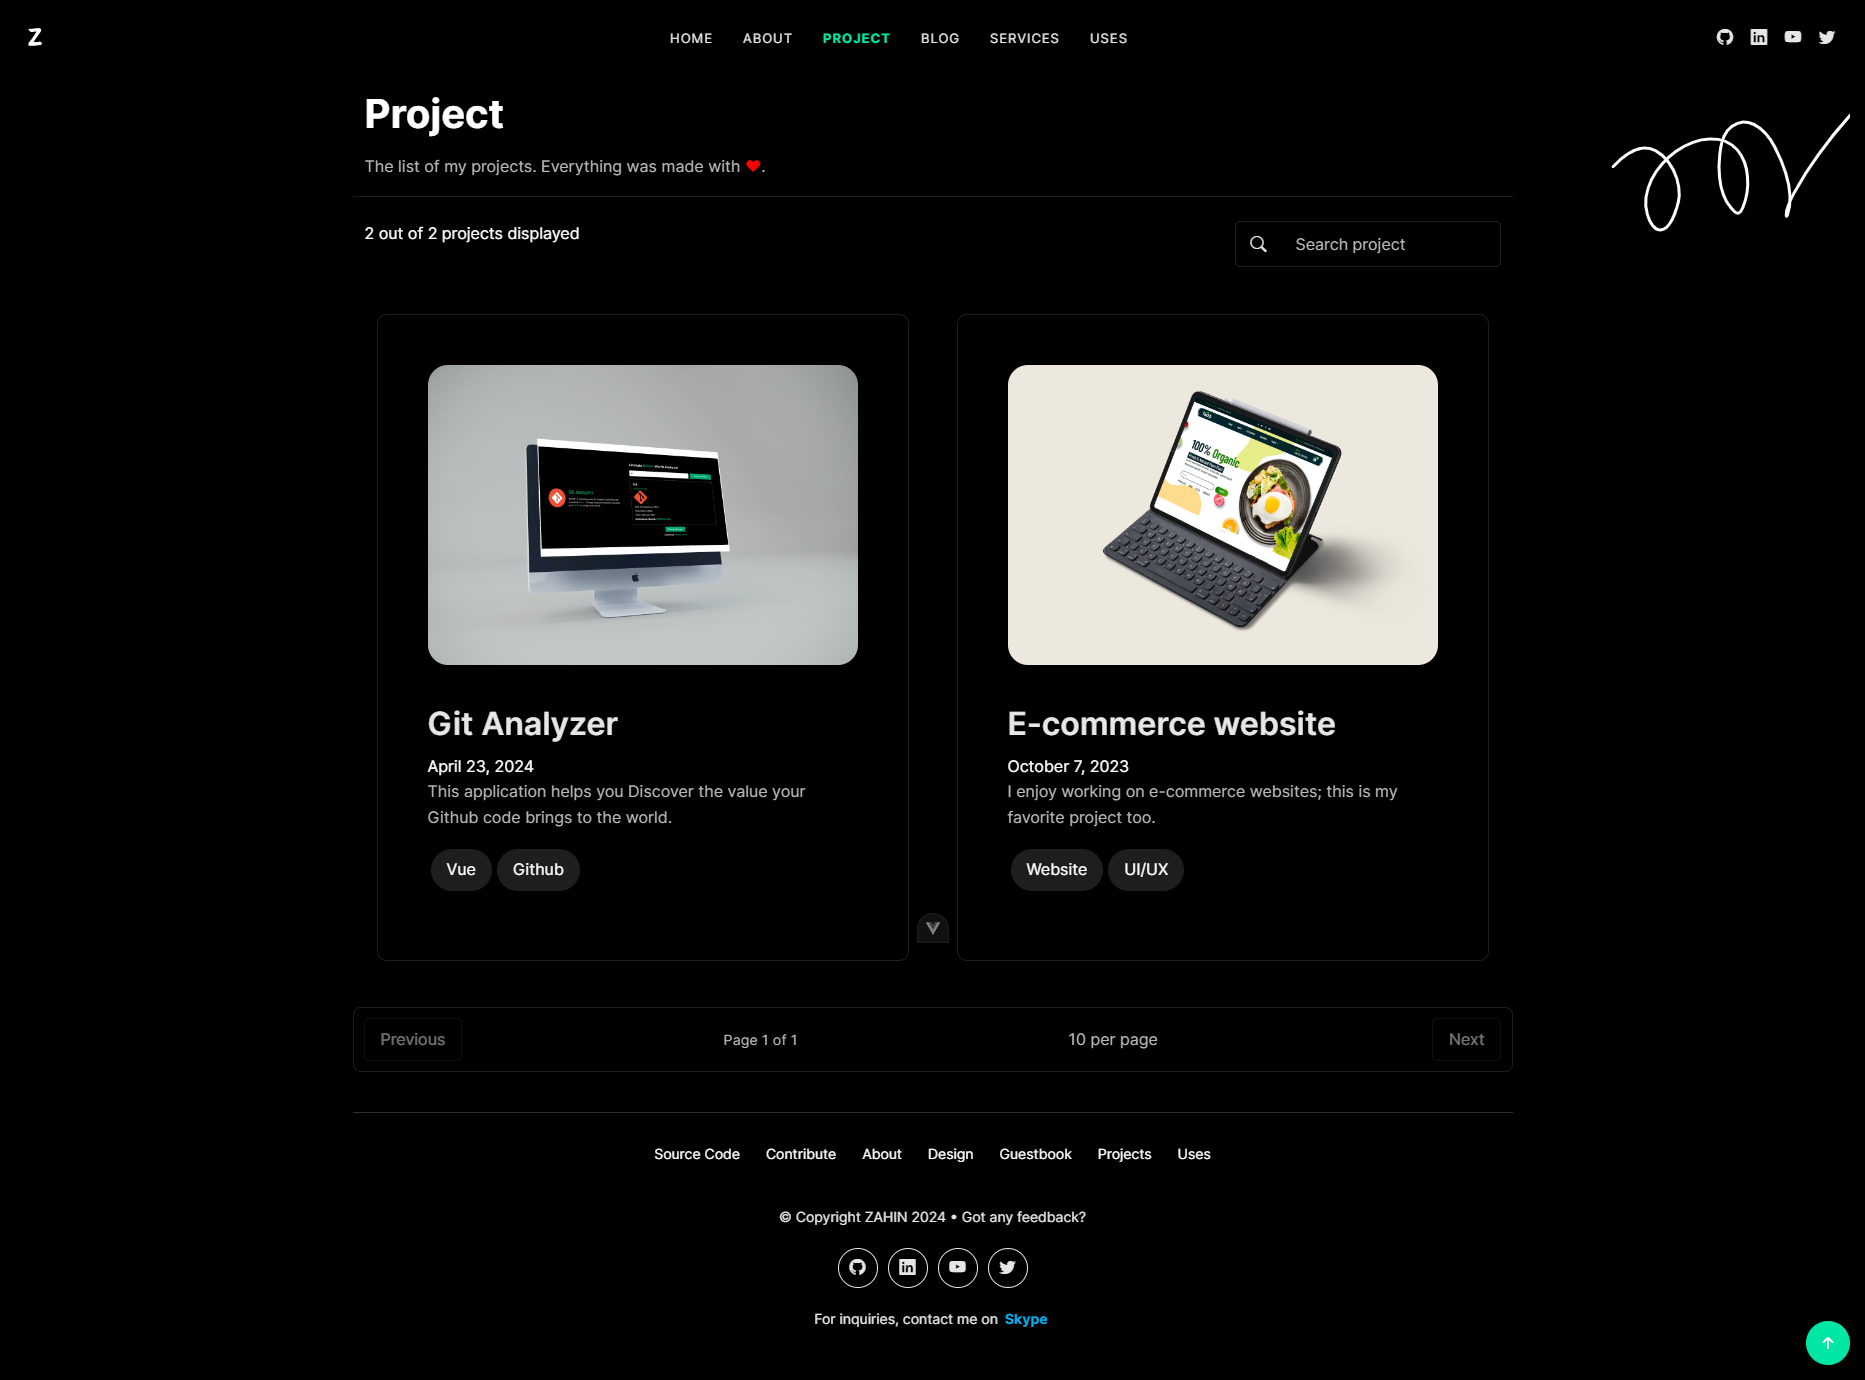 Z
HOME ABOUT PROJECT BLOG SERVICES USES
Project
The list of my projects. Everything was made with ❤.
2 out of 2 projects displayed
Search project
100% Organic
Git Analyzer
April 23, 2024
This application helps you Discover the value your
Github code brings to the world.
Vue Github
E-commerce website
October 7, 2023
I enjoy working on e-commerce websites; this is my
favorite project too.
Website UI/UX
Previous Page 1 of 1 10 per page Next
Source Code Contribute About Design Guestbook Projects Uses
© Copyright ZAHIN 2024 • Got any feedback?
For inquiries, contact me on Skype